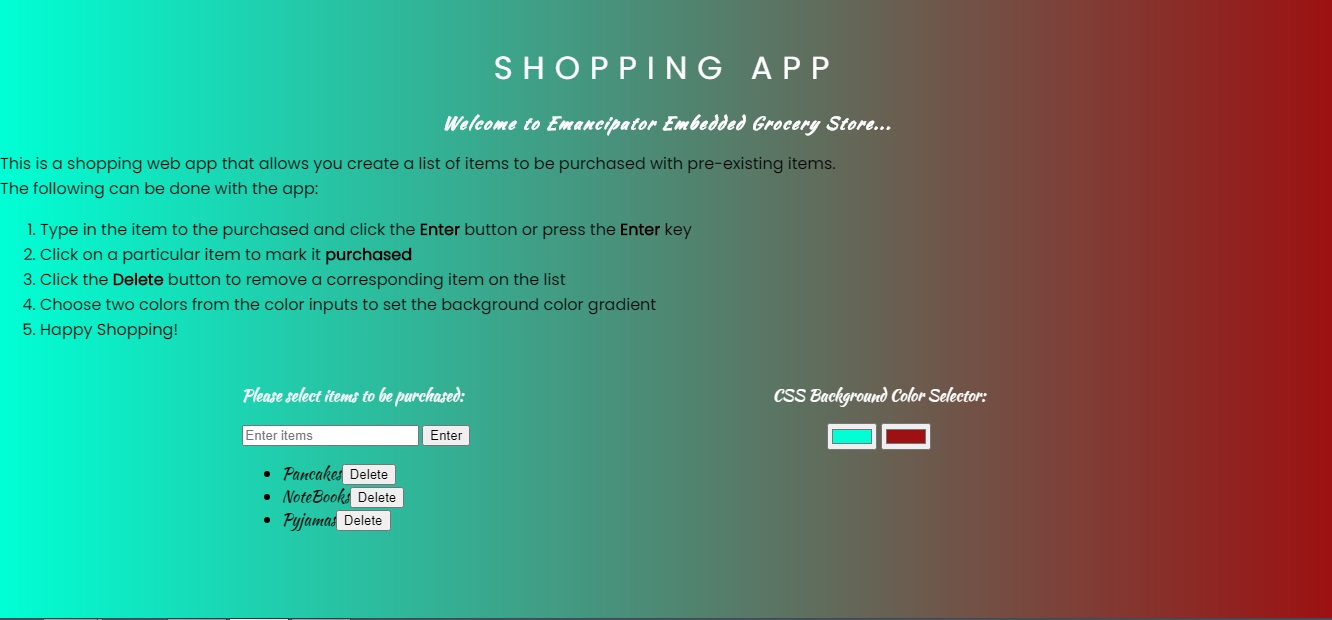 SHOPPING APP
Welcome to Emancipator Embedded Grocery Store...
This is a shopping web app that allows you create a list of items to be purchased with pre-existing items.
The following can be done with the app:
1. Type in the item to the purchased and click the Enter button or press the Enter key
2. Click on a particular item to mark it purchased
3. Click the Delete button to remove a corresponding item on the list
4. Choose two colors from the color inputs to set the background color gradient
5. Happy Shopping!
Please select items to be purchased:
Enter items Enter
Pancakes Delete
NoteBooks Delete
Pyjamas Delete
CSS Background Color Selector: